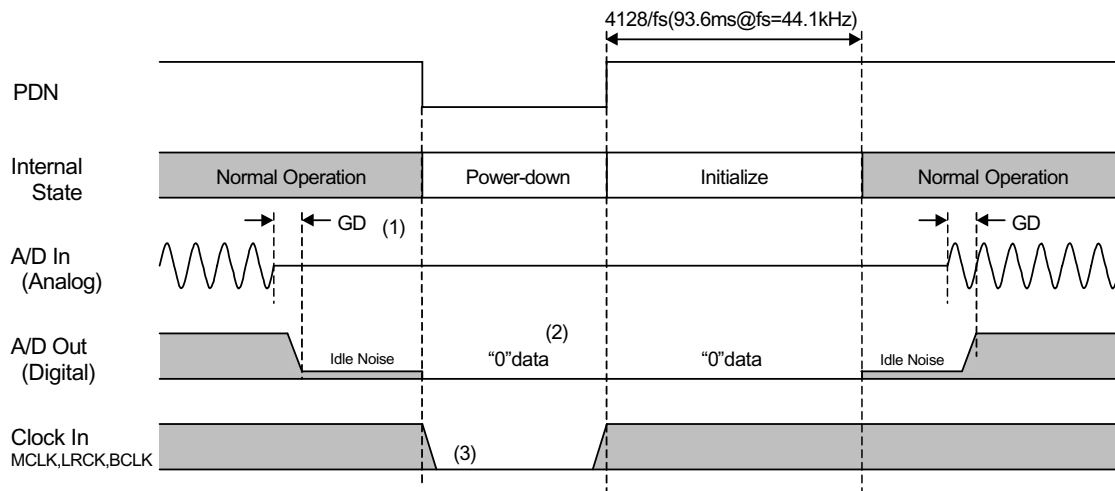 4128/fs(93.6ms@fs=44.1kHz)
PDN
Internal
State
Normal Operation
Power-down
Initialize
Normal Operation
GD
(1)
GD
A/D In
(Analog)
A/D Out
(Digital)
Idle Noise
(2)
“0”data
“0”data
Idle Noise
Clock In
MCLK,LRCK,BCLK
(3)